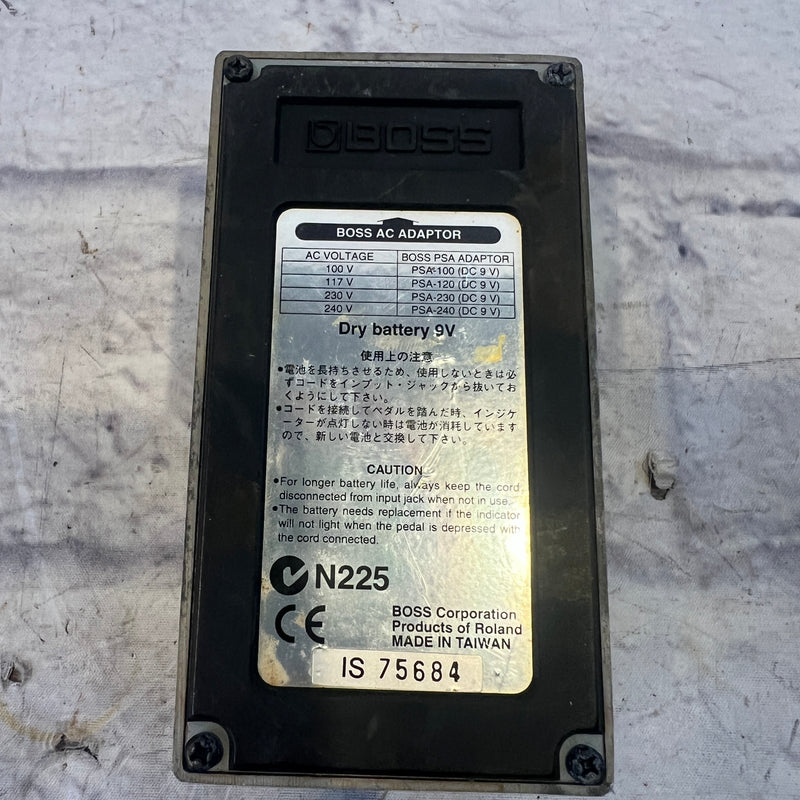 BOSS
BOSS AC ADAPTOR
AC VOLTAGE BOSS PSA ADAPTOR
100 V PSA-100 (DC 9 V)
117 V PSA-120 (DC 9 V)
230 V PSA-230 (DC 9 V)
240 V PSA-240 (DC 9 V)
Dry battery 9V
使用上の注意
●電池を長持ちさせるため、使用しないときは必
ずコードをインプット・ジャックから抜いてお
くようにして下さい。
●コードを接続してペダルを踏んだ時、インジケ
ーターが点灯しない時は電池が消耗しています
ので、新しい電池と交換して下さい。
CAUTION
●For longer battery life, always keep the cord
disconnected from input jack when not in use.
●The battery needs replacement if the indicator
will not light when the pedal is depressed with
the cord connected.
N225
CE
BOSS Corporation
Products of Roland
MADE IN TAIWAN
IS 75684